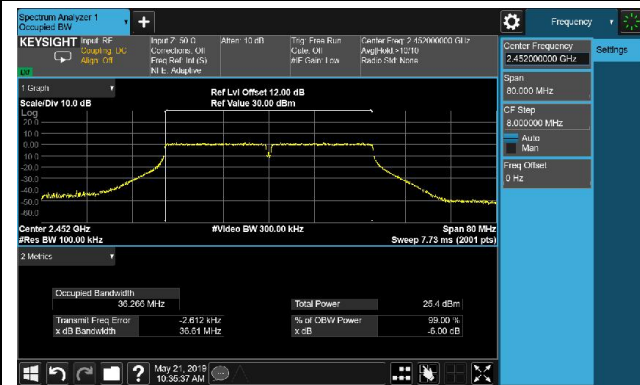 Spectrum Analyzer 1
Occupied BW
Frequency
KEYSIGHT
Input: RF
Coupling: DC
Align: Off
Input Z: 50 Ω
Corrections: Off
Freq Ref: Int (S)
NFE: Adaptive
Atten: 10 dB
Trig: Free Run
Gate: Off
#IF Gain: Low
Center Freq: 2.452000000 GHz
Avg|Hold:>10/10
Radio Std: None
Center Frequency
2.452000000 GHz
Settings
Span
80.000 MHz
CF Step
8.000000 MHz
Auto
Man
Freq Offset
0 Hz
1 Graph
Scale/Div 10.0 dB
Ref Lvl Offset 12.00 dB
Ref Value 30.00 dBm
Log
20.0
10.0
0.00
-10.0
-20.0
-30.0
-40.0
-50.0
-60.0
Center 2.452 GHz
#Video BW 300.00 kHz
Span 80 MHz
#Res BW 100.00 kHz
Sweep 7.73 ms (2001 pts)
2 Metrics
Occupied Bandwidth
36.266 MHz
Total Power
25.4 dBm
Transmit Freq Error
-2.612 kHz
% of OBW Power
99.00 %
x dB Bandwidth
36.61 MHz
x dB
-6.00 dB
May 21, 2019
10:35:37 AM